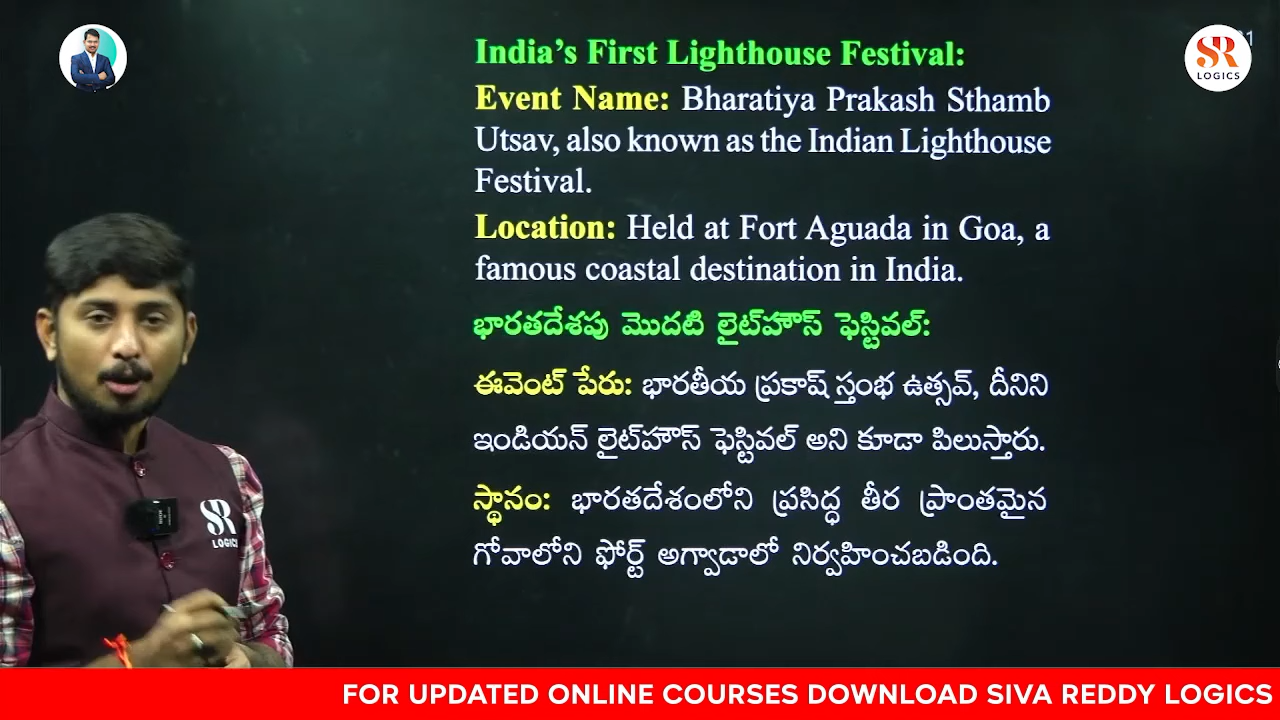 SR
LOGICS
India's First Lighthouse Festival:
Event Name: Bharatiya Prakash Sthamb
Utsav, also known as the Indian Lighthouse
Festival.
Location: Held at Fort Aguada in Goa, a
famous coastal destination in India.
భారతదేశపు మొదటి లైట్‌హౌస్ ఫెస్టివల్:
ఈవెంట్ పేరు: భారతీయ ప్రకాష్ స్తంభ ఉత్సవ్, దీనిని
ఇండియన్ లైట్‌హౌస్ ఫెస్టివల్ అని కూడా పిలుస్తారు.
స్థానం: భారతదేశంలోని ప్రసిద్ధ తీర ప్రాంతమైన
గోవాలోని ఫోర్ట్ అగ్వాడాలో నిర్వహించబడింది.
SR
LOGICS
FOR UPDATED ONLINE COURSES DOWNLOAD SIVA REDDY LOGICS